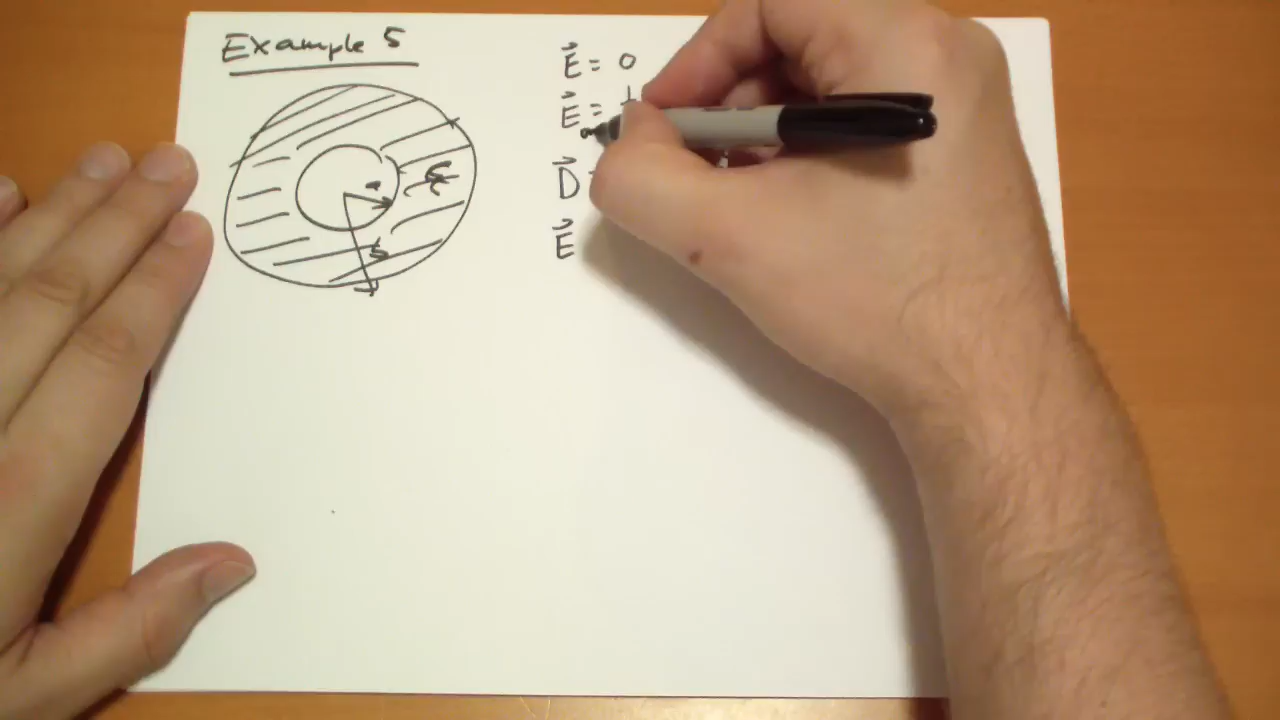 Example 5
E⃗ = 0
E⃗ =
D⃗
E⃗
a
b